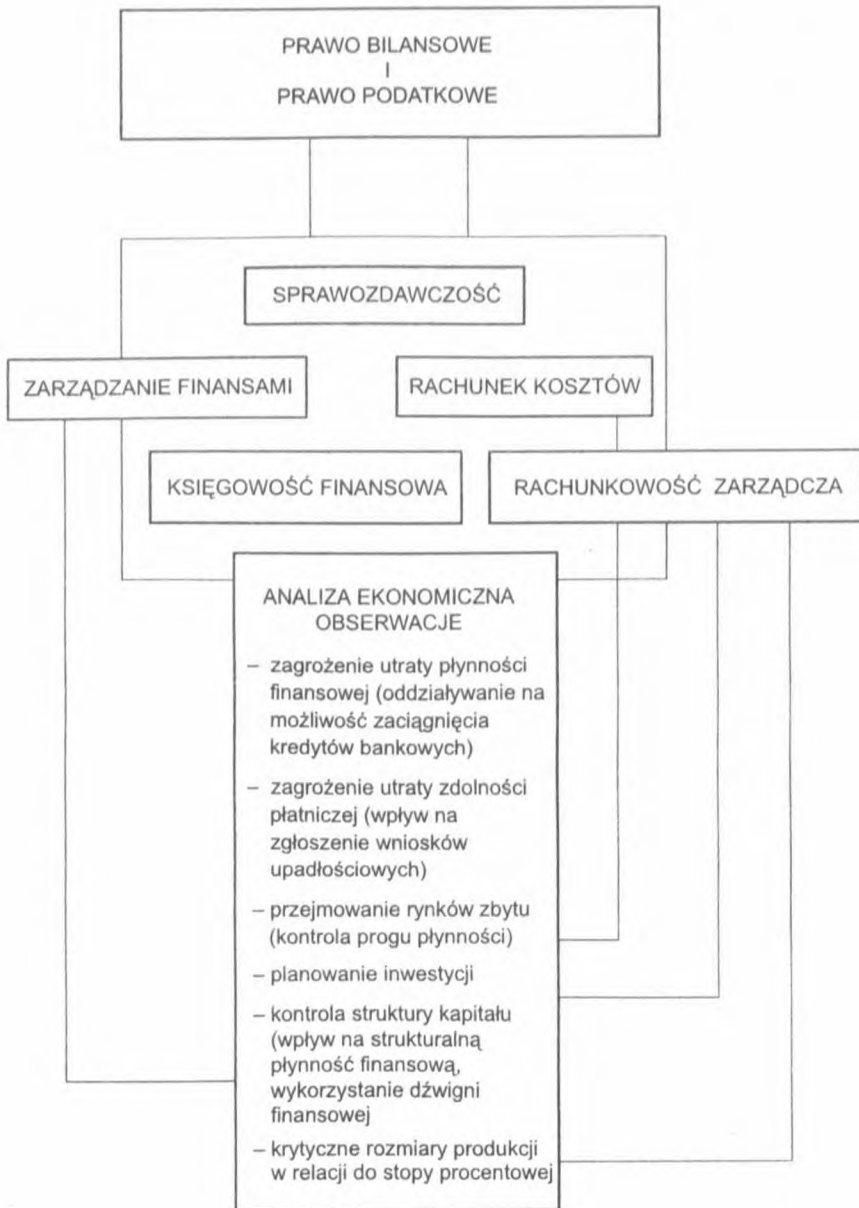 PRAWO BILANSOWE
I
PRAWO PODATKOWE
SPRAWOZDAWCZOŚĆ
ZARZĄDZANIE FINANSAMI
RACHUNEK KOSZTÓW
KSIĘGOWOŚĆ FINANSOWA
RACHUNKOWOŚĆ ZARZĄDCZA
ANALIZA EKONOMICZNA
OBSERWACJE
– zagrożenie utraty płynności
finansowej (oddziaływanie na
możliwość zaciągnięcia
kredytów bankowych)
– zagrożenie utraty zdolności
płatniczej (wpływ na
zgłoszenie wniosków
upadłościowych)
– przejmowanie rynków zbytu
(kontrola progu płynności)
– planowanie inwestycji
– kontrola struktury kapitału
(wpływ na strukturalną
płynność finansową,
wykorzystanie dźwigni
finansowej
– krytyczne rozmiary produkcji
w relacji do stopy procentowej